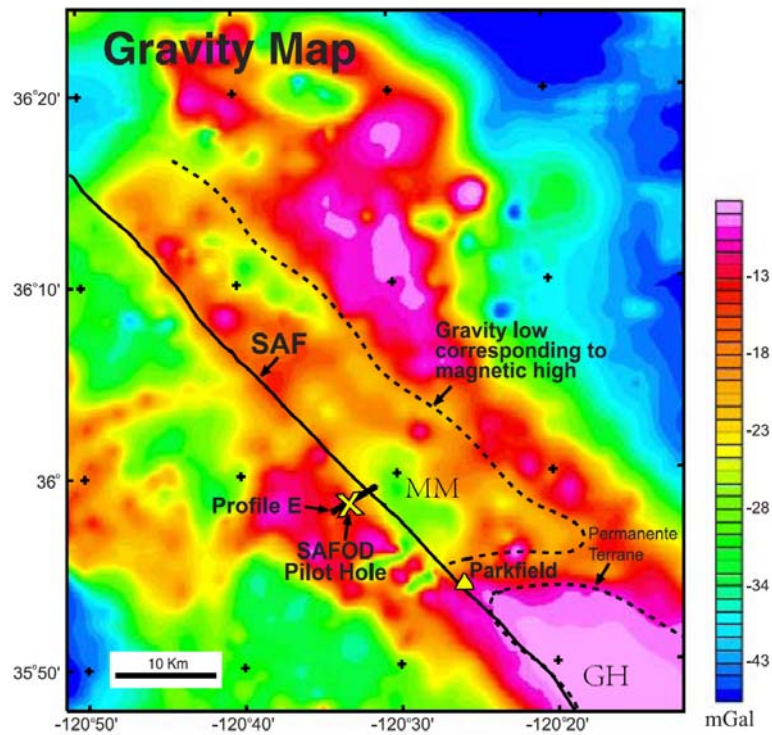 Gravity Map
36°20'
36°10'
36°
35°50'
SAF
Gravity low
corresponding to
magnetic high
MM
Profile E
SAFOD
Pilot Hole
Permanente
Terrane
Parkfield
GH
10 Km
-120°50'
-120°40'
-120°30'
-120°20'
-13
-18
-23
-28
-34
-38
-43
mGal